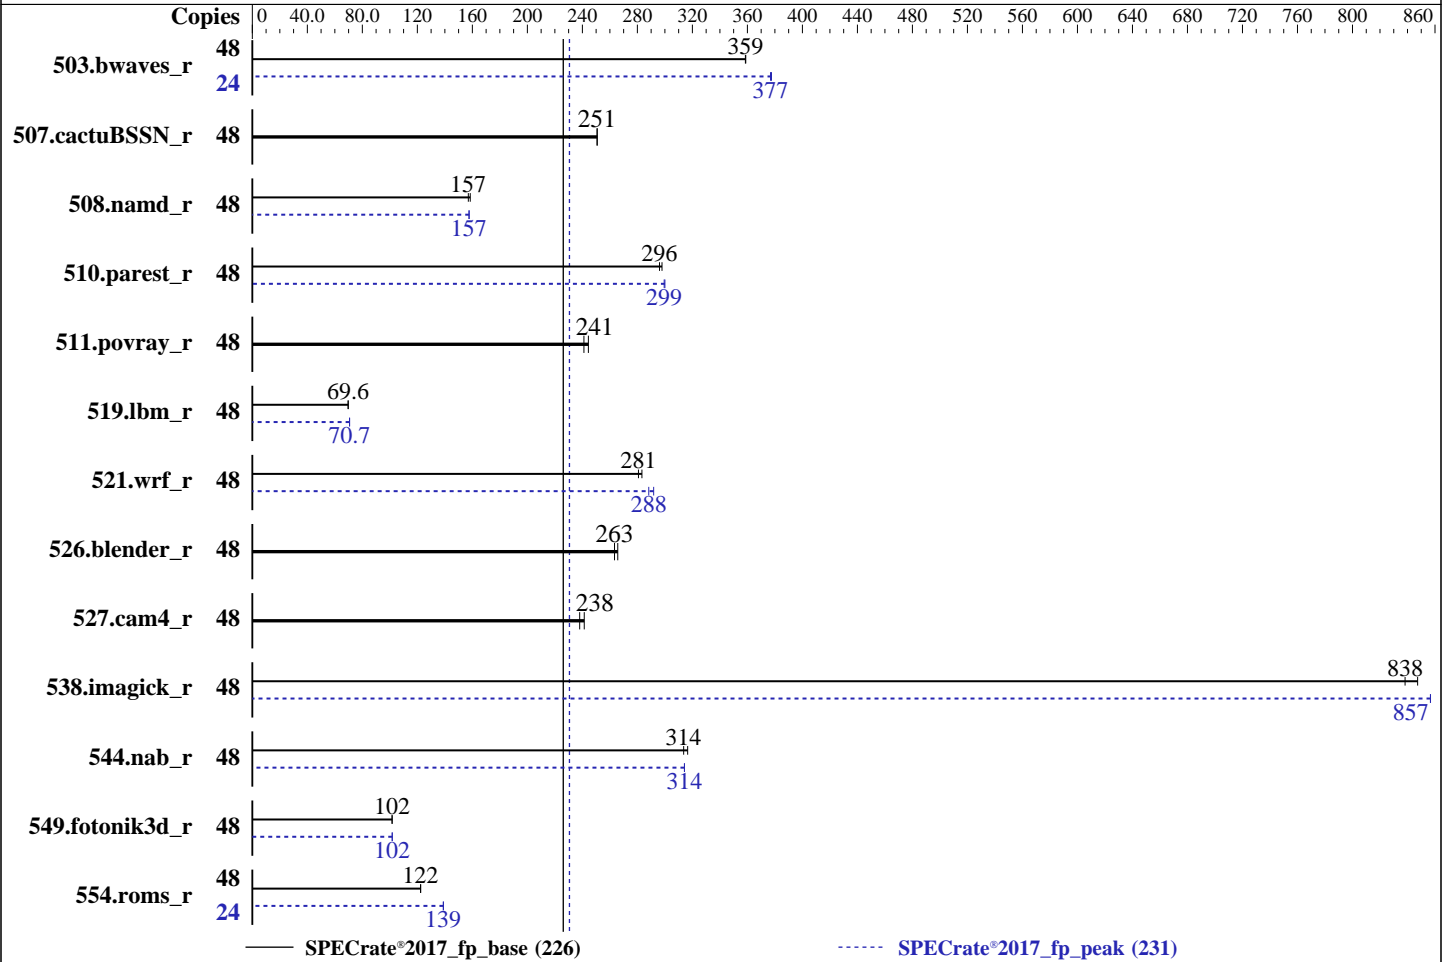 Copies 0 40.0 80.0 120 160 200 240 280 320 360 400 440 480 520 560 600 640 680 720 760 800 860
503.bwaves_r 48 359
24 377
507.cactuBSSN_r 48 251
508.namd_r 48 157
157
510.parest_r 48 296
299
511.povray_r 48 241
519.lbm_r 48 69.6
70.7
521.wrf_r 48 281
288
526.blender_r 48 263
527.cam4_r 48 238
538.imagick_r 48 838
857
544.nab_r 48 314
314
549.fotonik3d_r 48 102
102
554.roms_r 48 122
24 139
SPECrate®2017_fp_base (226) SPECrate®2017_fp_peak (231)